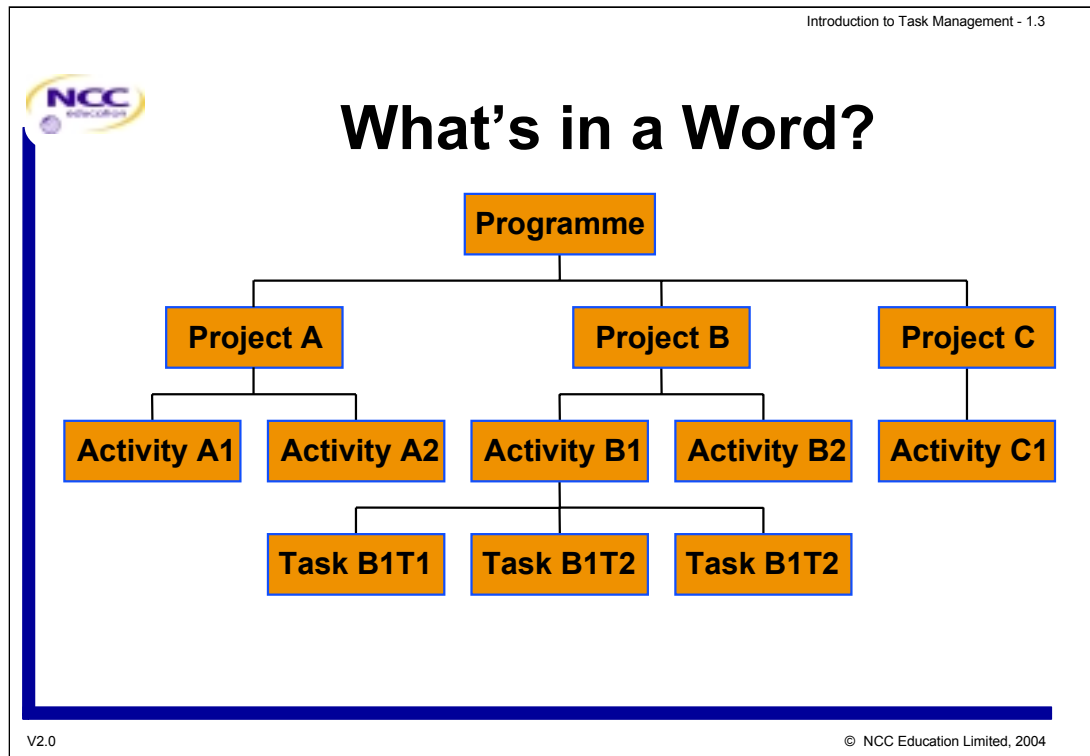 Introduction to Task Management - 1.3
NCC
education
What's in a Word?
Programme
Project A Project B Project C
Activity A1 Activity A2 Activity B1 Activity B2 Activity C1
Task B1T1 Task B1T2 Task B1T2
V2.0 © NCC Education Limited, 2004